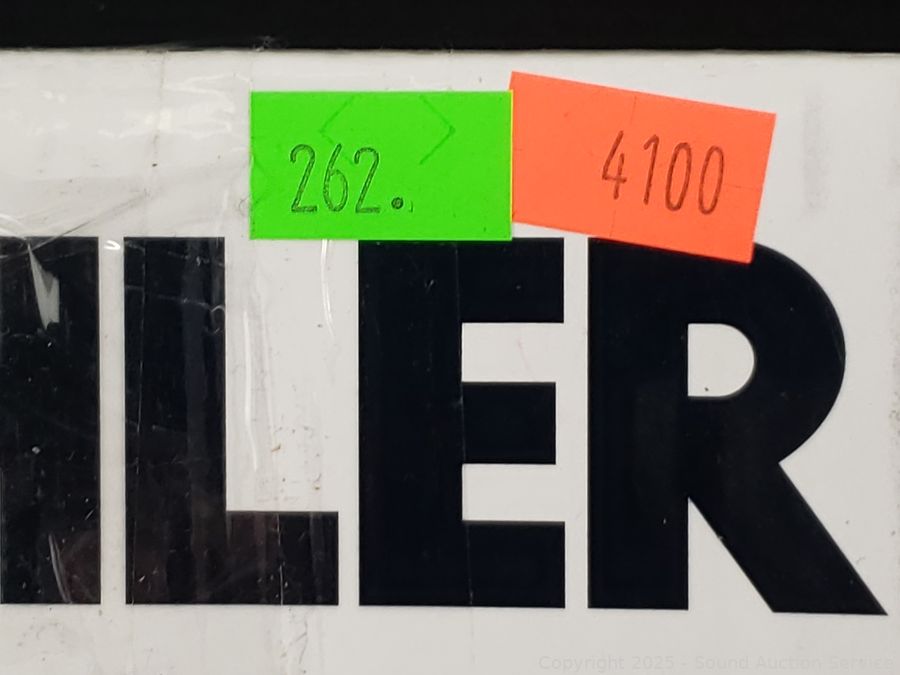 262.
4100
ILER
Copyright 2025 - Sound Auction Service